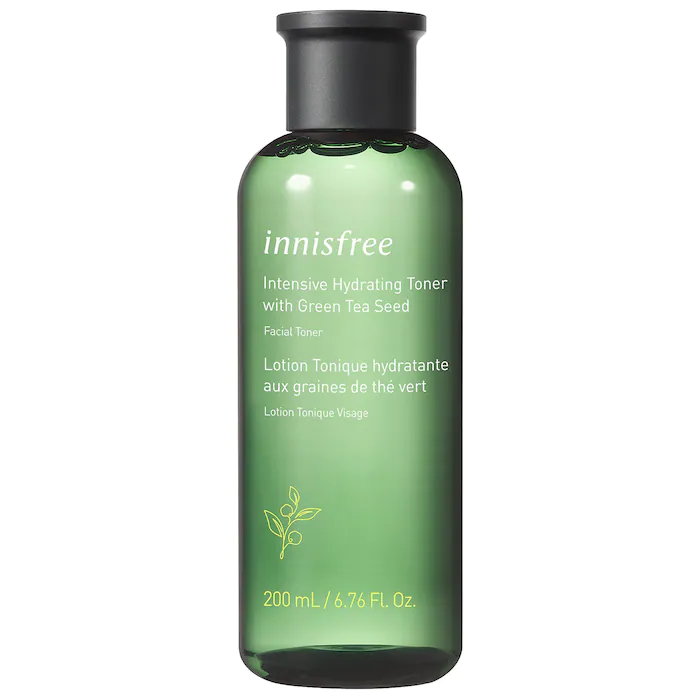 innisfree
Intensive Hydrating Toner
with Green Tea Seed
Facial Toner
Lotion Tonique hydratante
aux graines de thé vert
Lotion Tonique Visage
200 mL / 6.76 Fl. Oz.